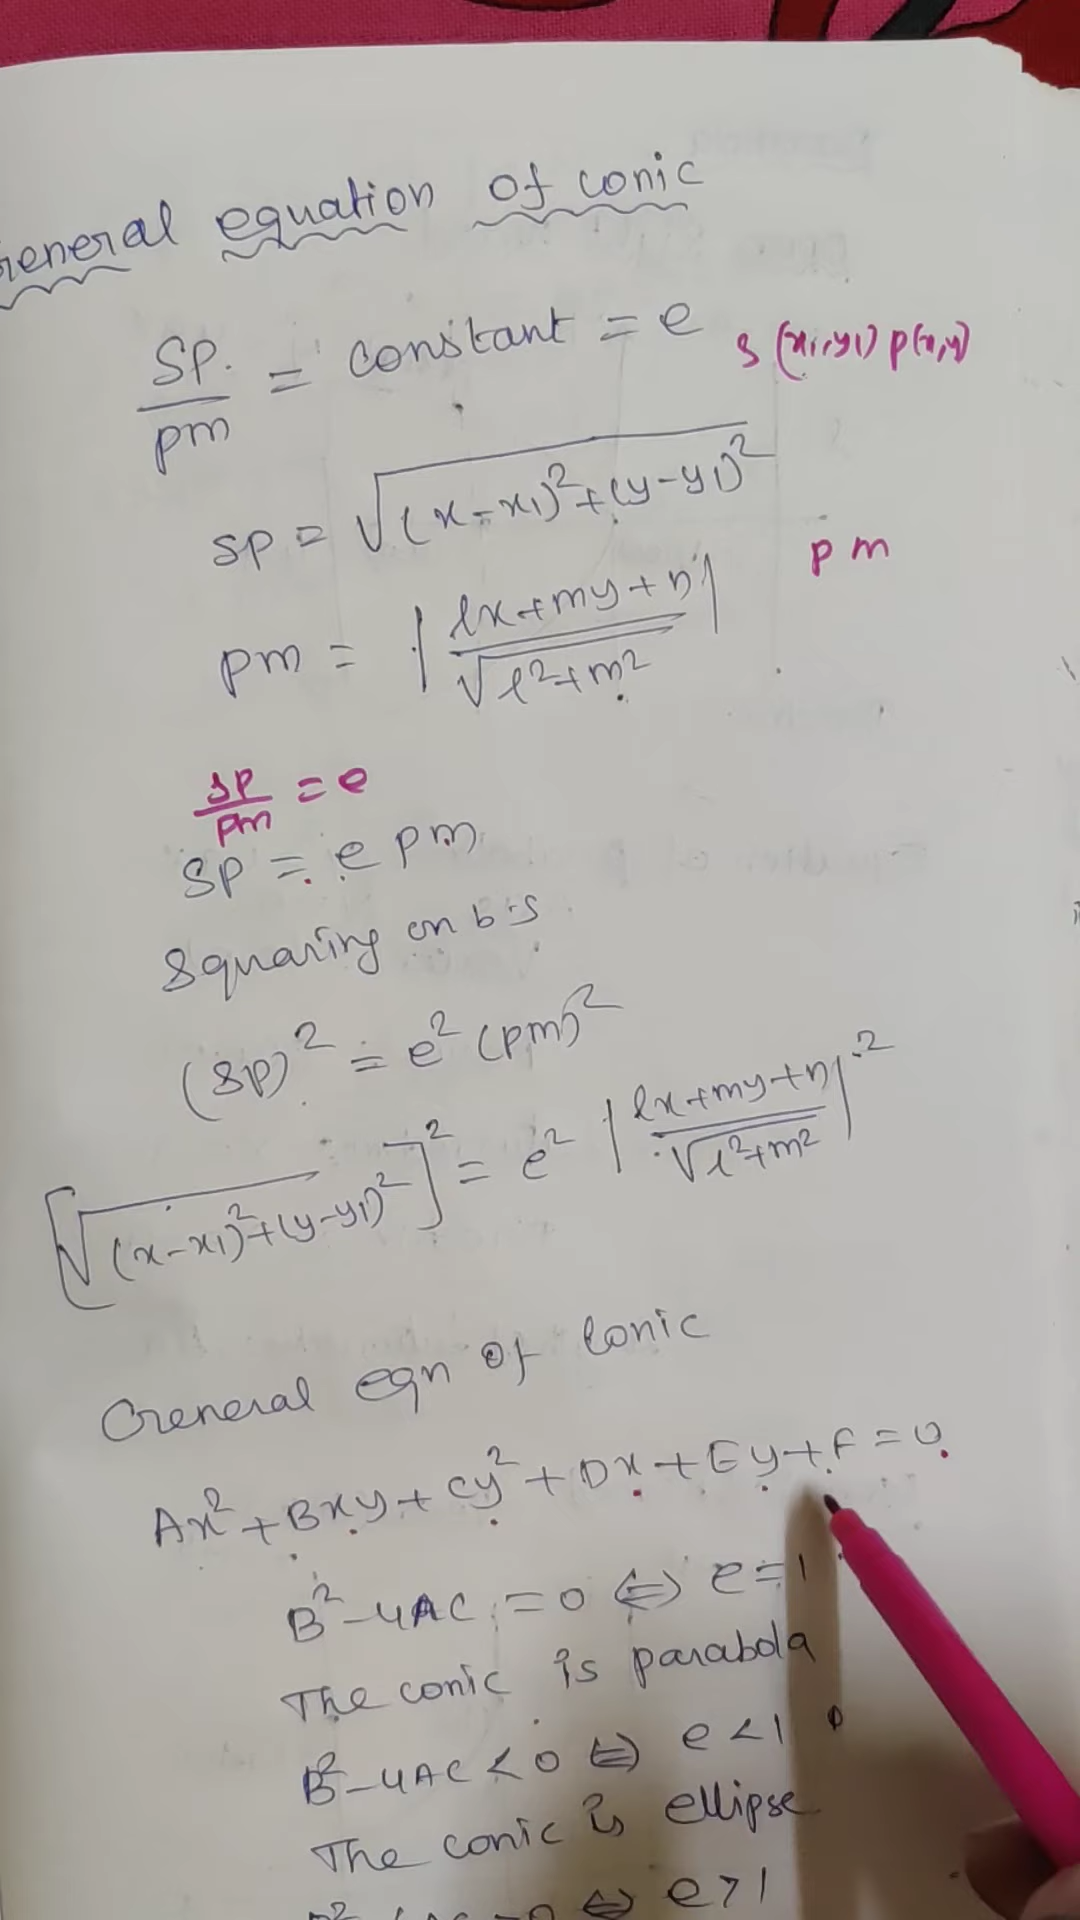 General equation of conic
SP/pm = constant = e S(x1,y1) p(x,y)
SP = √(x-x1)²+(y-y1)²
p m
pm = |lx+my+n/√l²+m²|
SP/pm = e
SP = e pm
Squaring on b.s
(SP)² = e² (pm)²
[√(x-x1)²+(y-y1)²]² = e² |lx+my+n/√l²+m²|²
General eqn of Conic
Ax²+Bxy+Cy²+Dx+Ey+F=0
B²-4AC=0 ⇔ e=1
The conic is parabola
B²-4AC<0 ⇔ e<1
The conic is ellipse
⇔ e>1